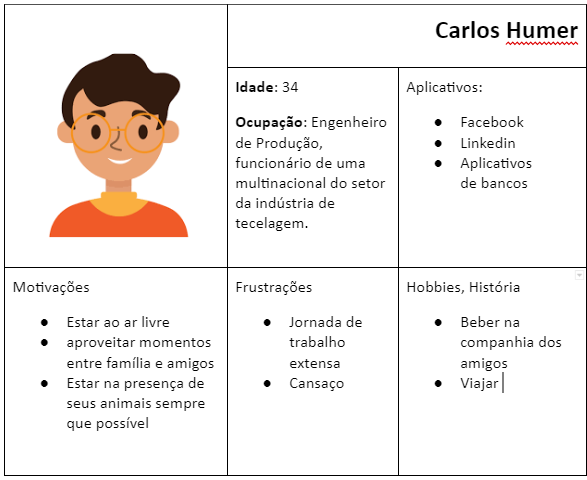 Carlos Humer
Idade: 34
Ocupação: Engenheiro
de Produção,
funcionário de uma
multinacional do setor
da indústria de
tecelagem.
Aplicativos:
● Facebook
● Linkedin
● Aplicativos
de bancos
Motivações
● Estar ao ar livre
● aproveitar momentos
entre família e amigos
● Estar na presença de
seus animais sempre
que possível
Frustrações
● Jornada de
trabalho
extensa
● Cansaço
Hobbies, História
● Beber na
companhia dos
amigos
● Viajar